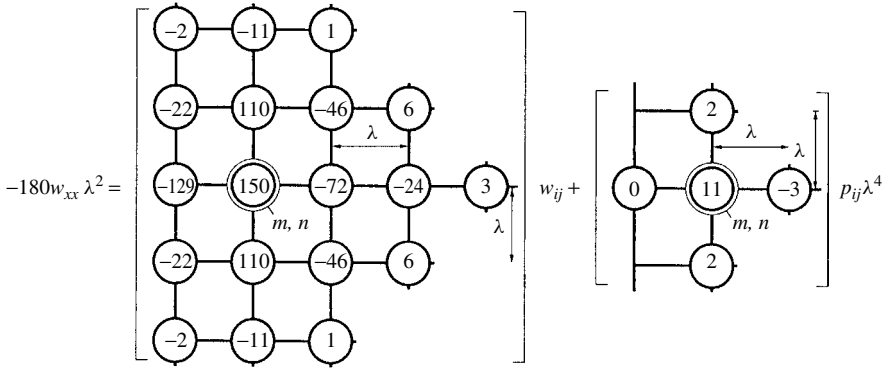 −2 −11 1
−22 110 −46 6 2
λ λ
λ
−180w_xx λ² = −129 150 −72 −24 3 w_ij + 0 11 −3 p_ij λ⁴
m, n m, n
λ
−22 110 −46 6 2
−2 −11 1